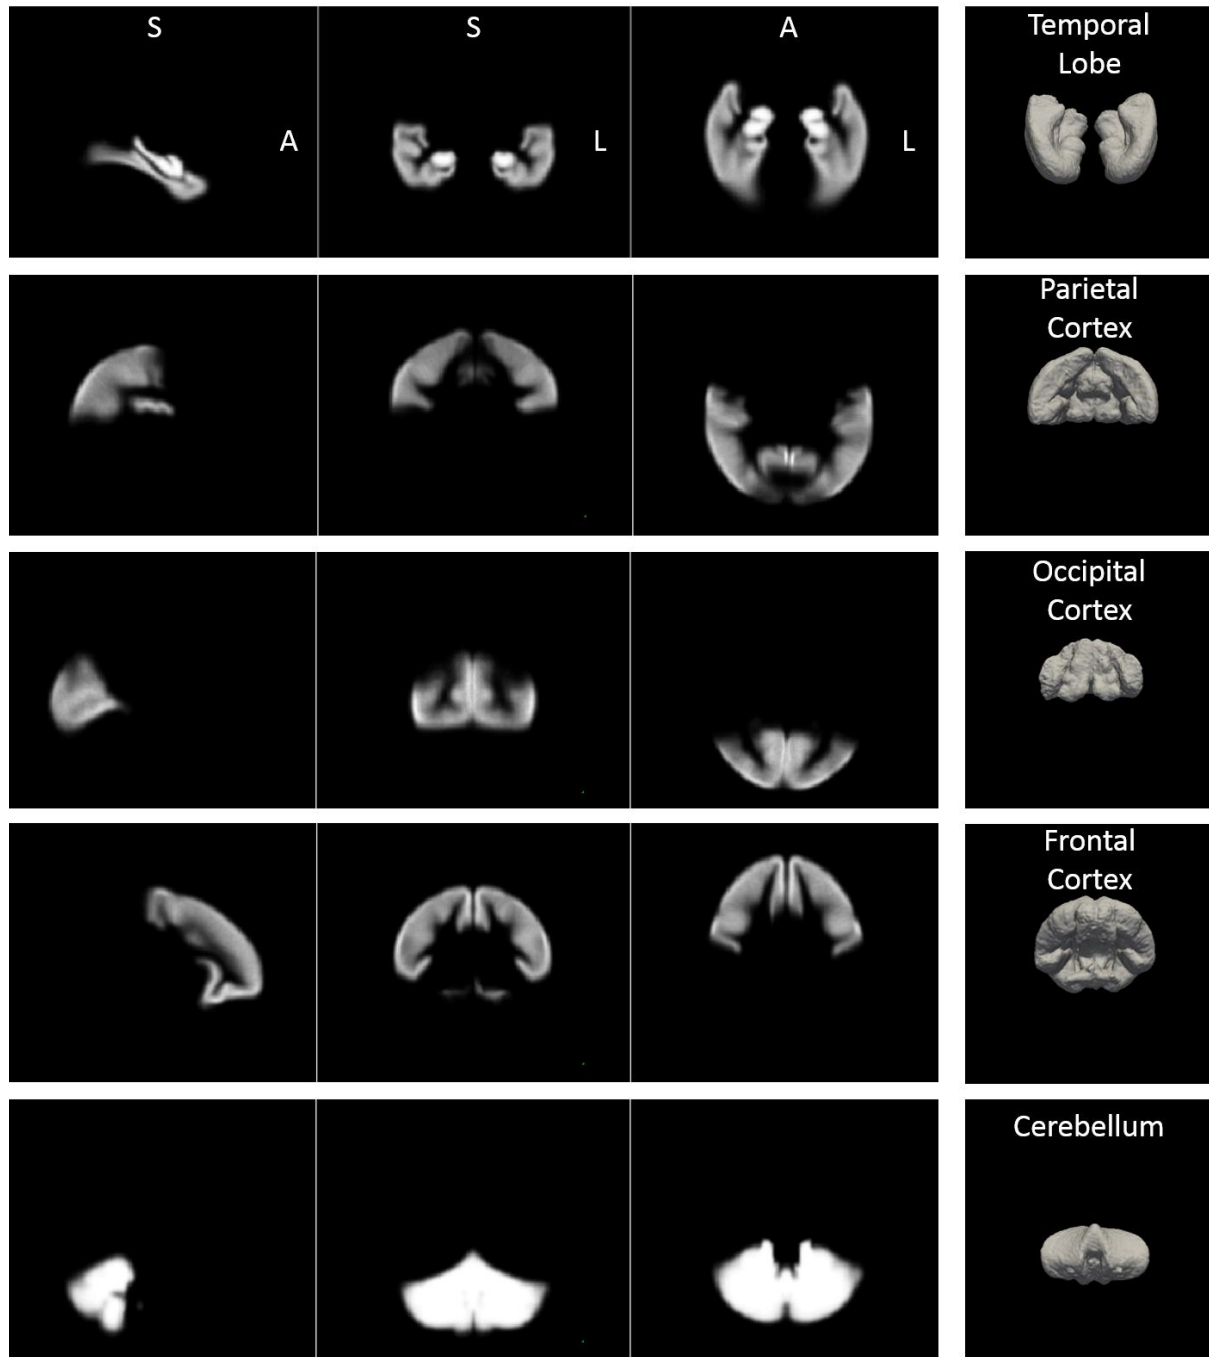 S
S
A
Temporal
Lobe
A
L
L
Parietal
Cortex
Occipital
Cortex
Frontal
Cortex
Cerebellum